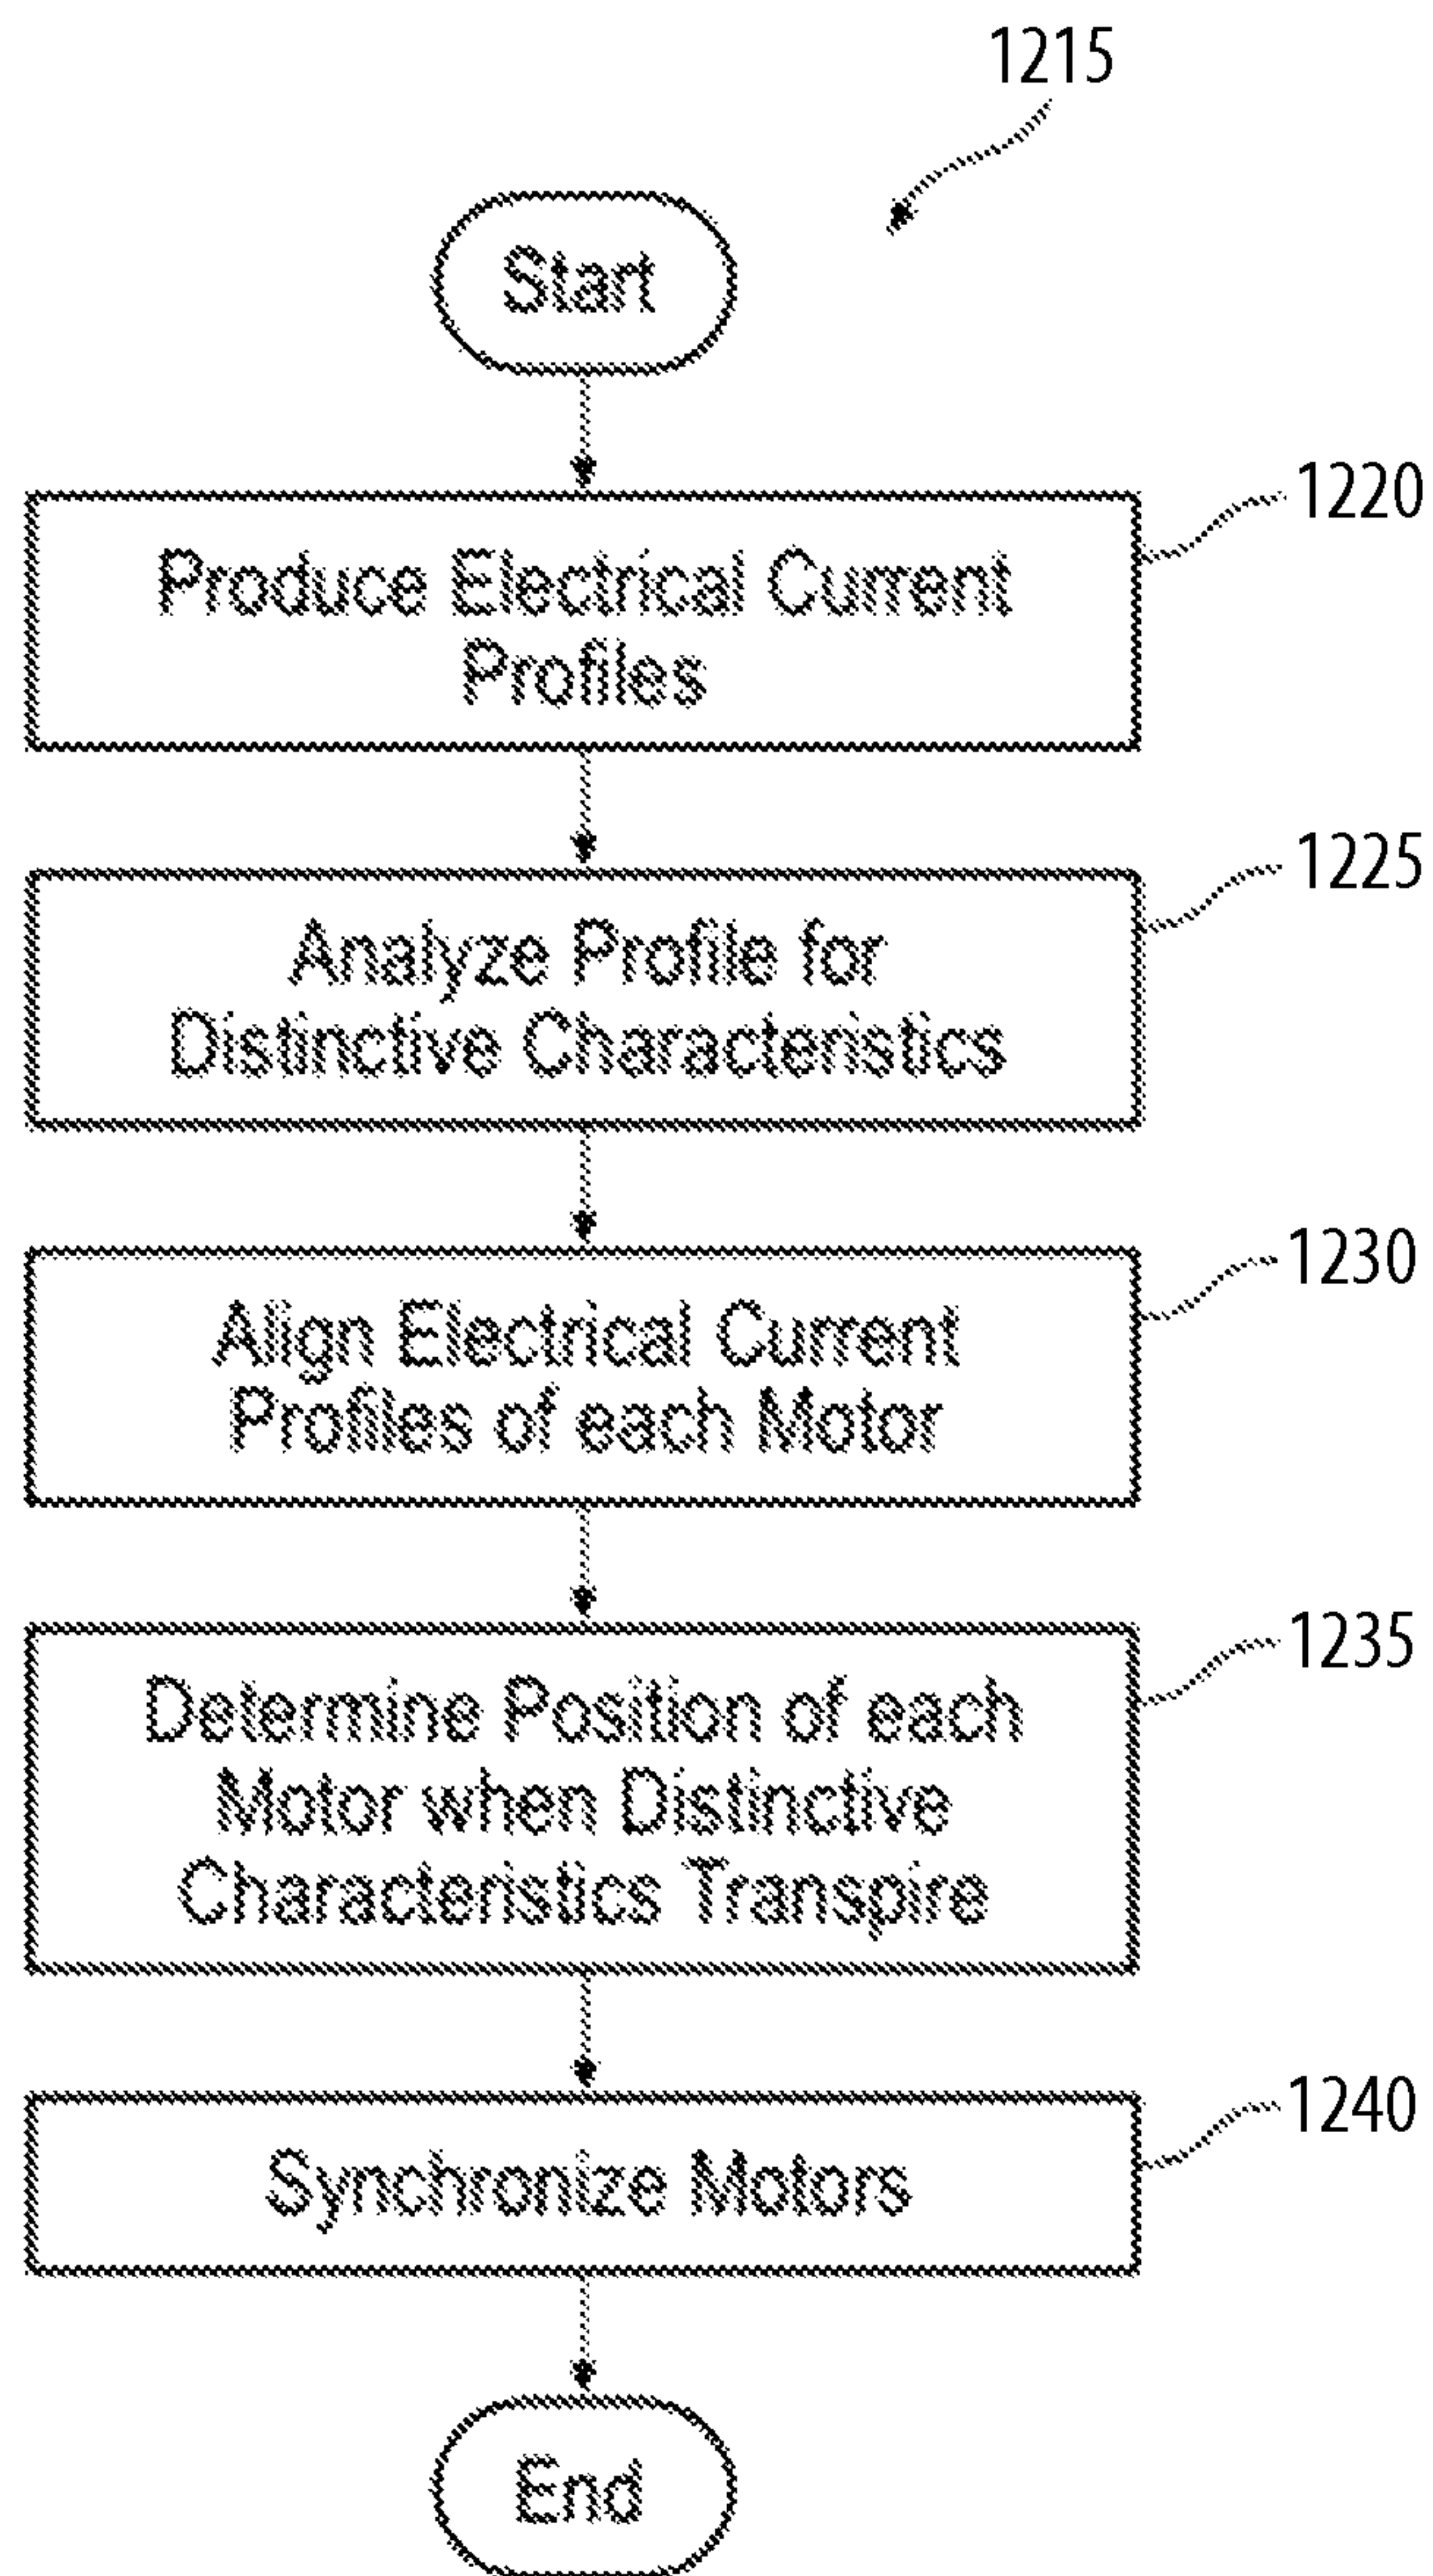 1215
Start
1220
Produce Electrical Current
Profiles
1225
Analyze Profile for
Distinctive Characteristics
1230
Align Electrical Current
Profiles of each Motor
1235
Determine Position of each
Motor when Distinctive
Characteristics Transpire
1240
Synchronize Motors
End